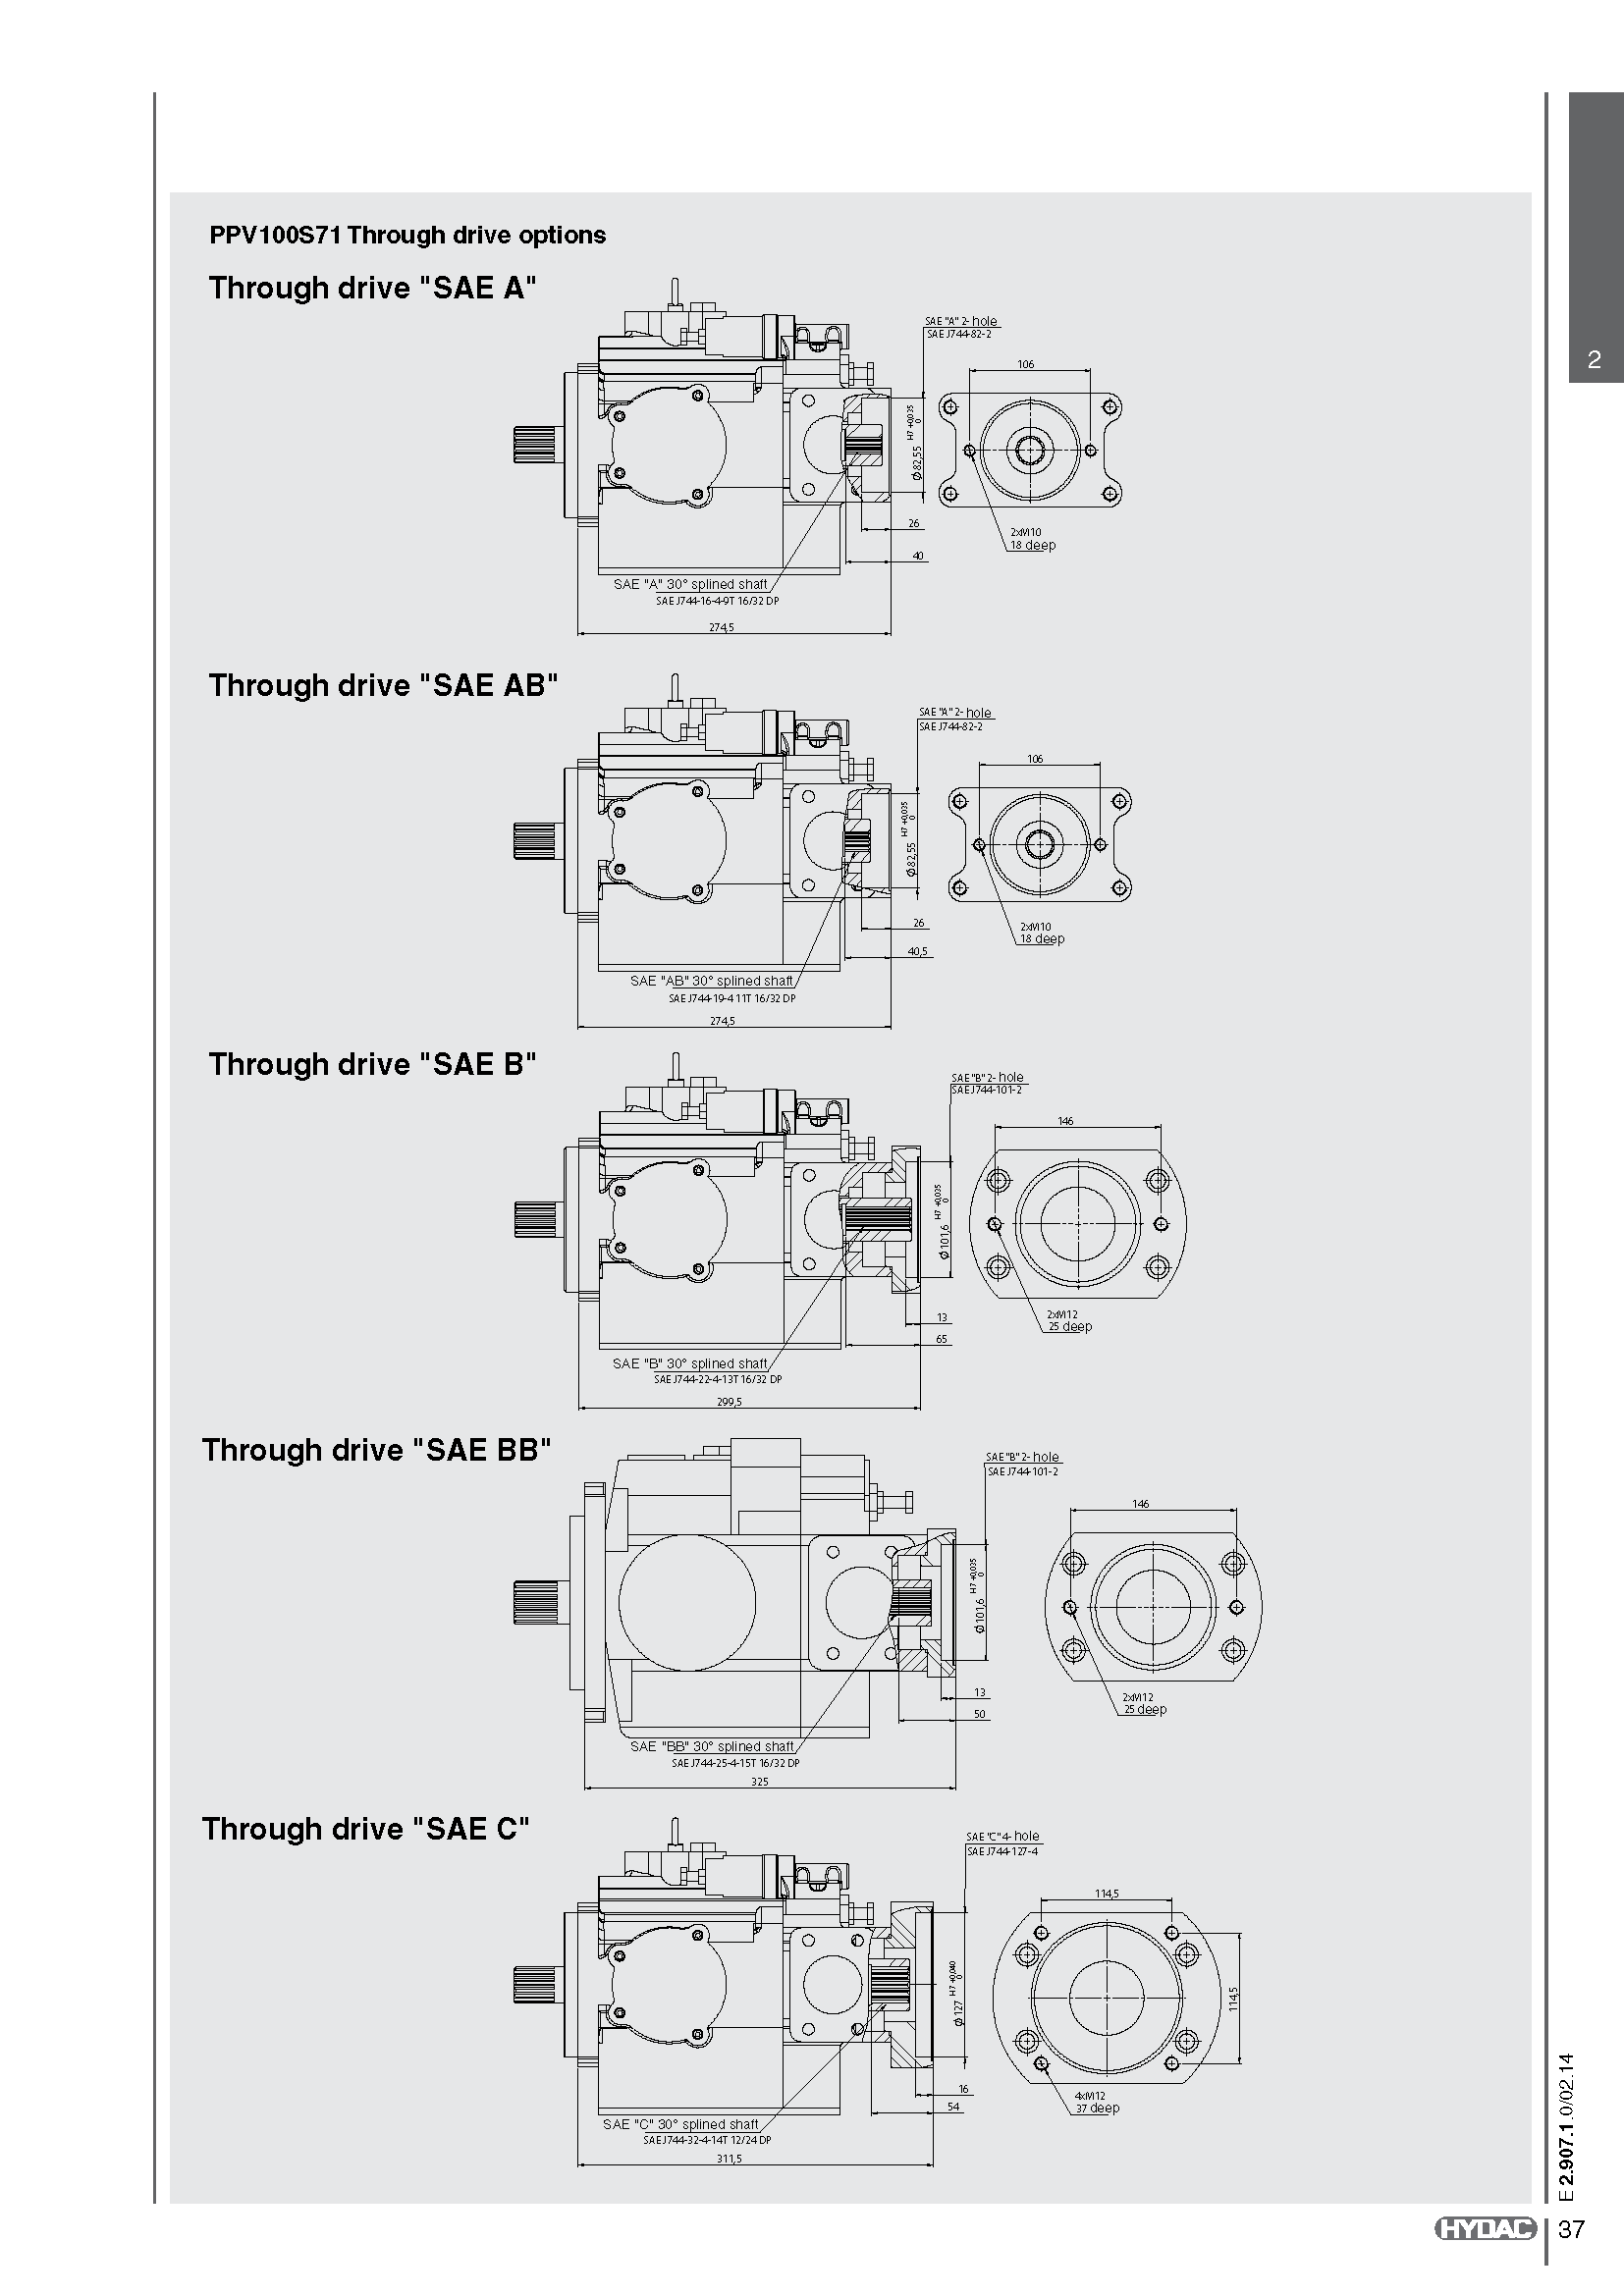 2
PPV100S71 Through drive options
Through drive "SAE A"
SAE "A" 2- hole
SAE J744-82-2
106
Ø82,55 H7 +0,035 0
26
2xM10
18 deep
40
SAE "A" 30° splined shaft
SAE J744-16-4-9T 16/32 DP
274,5
Through drive "SAE AB"
SAE "A" 2- hole
SAE J744-82-2
106
Ø82,55 H7 +0,035 0
26
2xM10
18 deep
40,5
SAE "AB" 30° splined shaft
SAE J744-19-4 11T 16/32 DP
274,5
Through drive "SAE B"
SAE "B" 2- hole
SAE J744-101-2
146
Ø101,6 H7 +0,035 0
13
2xM12
25 deep
65
SAE "B" 30° splined shaft
SAE J744-22-4-13T 16/32 DP
299,5
Through drive "SAE BB"
SAE "B" 2- hole
SAE J744-101-2
146
Ø101,6 H7 +0,035 0
13
2xM12
25 deep
50
SAE "BB" 30° splined shaft
SAE J744-25-4-15T 16/32 DP
325
Through drive "SAE C"
SAE "C" 4- hole
SAE J744-127-4
114,5
Ø127 H7 +0,040 0
114,5
16
4xM12
37 deep
54
SAE "C" 30° splined shaft
SAE J744-32-4-14T 12/24 DP
311,5
E 2.907.1.0/02.14
HYDAC
37